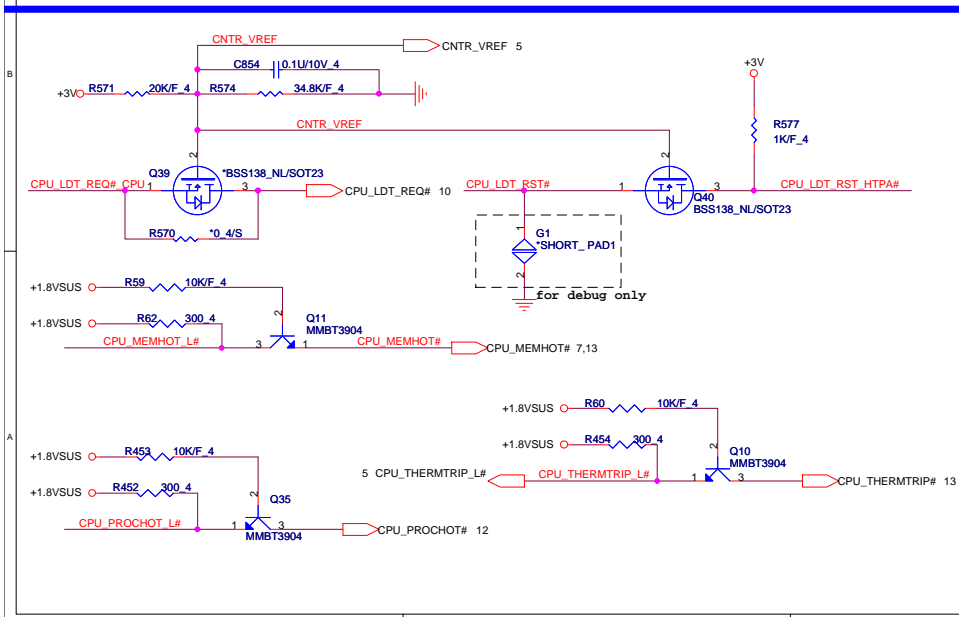 CNTR_VREF
CNTR_VREF 5
C854 0.1U/10V_4
+3V
B
+3V R571 20K/F_4 R574 34.8K/F_4
CNTR_VREF
R577
1K/F_4
2
2
Q39 *BSS138_NL/SOT23
CPU_LDT_REQ#_CPU 1 3 CPU_LDT_REQ# 10
CPU_LDT_RST# 1 3 CPU_LDT_RST_HTPA#
Q40
BSS138_NL/SOT23
R570 *0_4/S
1
G1
*SHORT_ PAD1
2
for debug only
+1.8VSUS R59 10K/F_4
2
+1.8VSUS R62 300_4 Q11
MMBT3904
CPU_MEMHOT_L# 3 1 CPU_MEMHOT# CPU_MEMHOT# 7,13
+1.8VSUS R60 10K/F_4
A
+1.8VSUS R454 300_4 2 Q10
MMBT3904
5 CPU_THERMTRIP_L# CPU_THERMTRIP_L# 1 3 CPU_THERMTRIP# 13
+1.8VSUS R453 10K/F_4
2
+1.8VSUS R452 300_4 Q35
CPU_PROCHOT_L# 1 3 CPU_PROCHOT# 12
MMBT3904